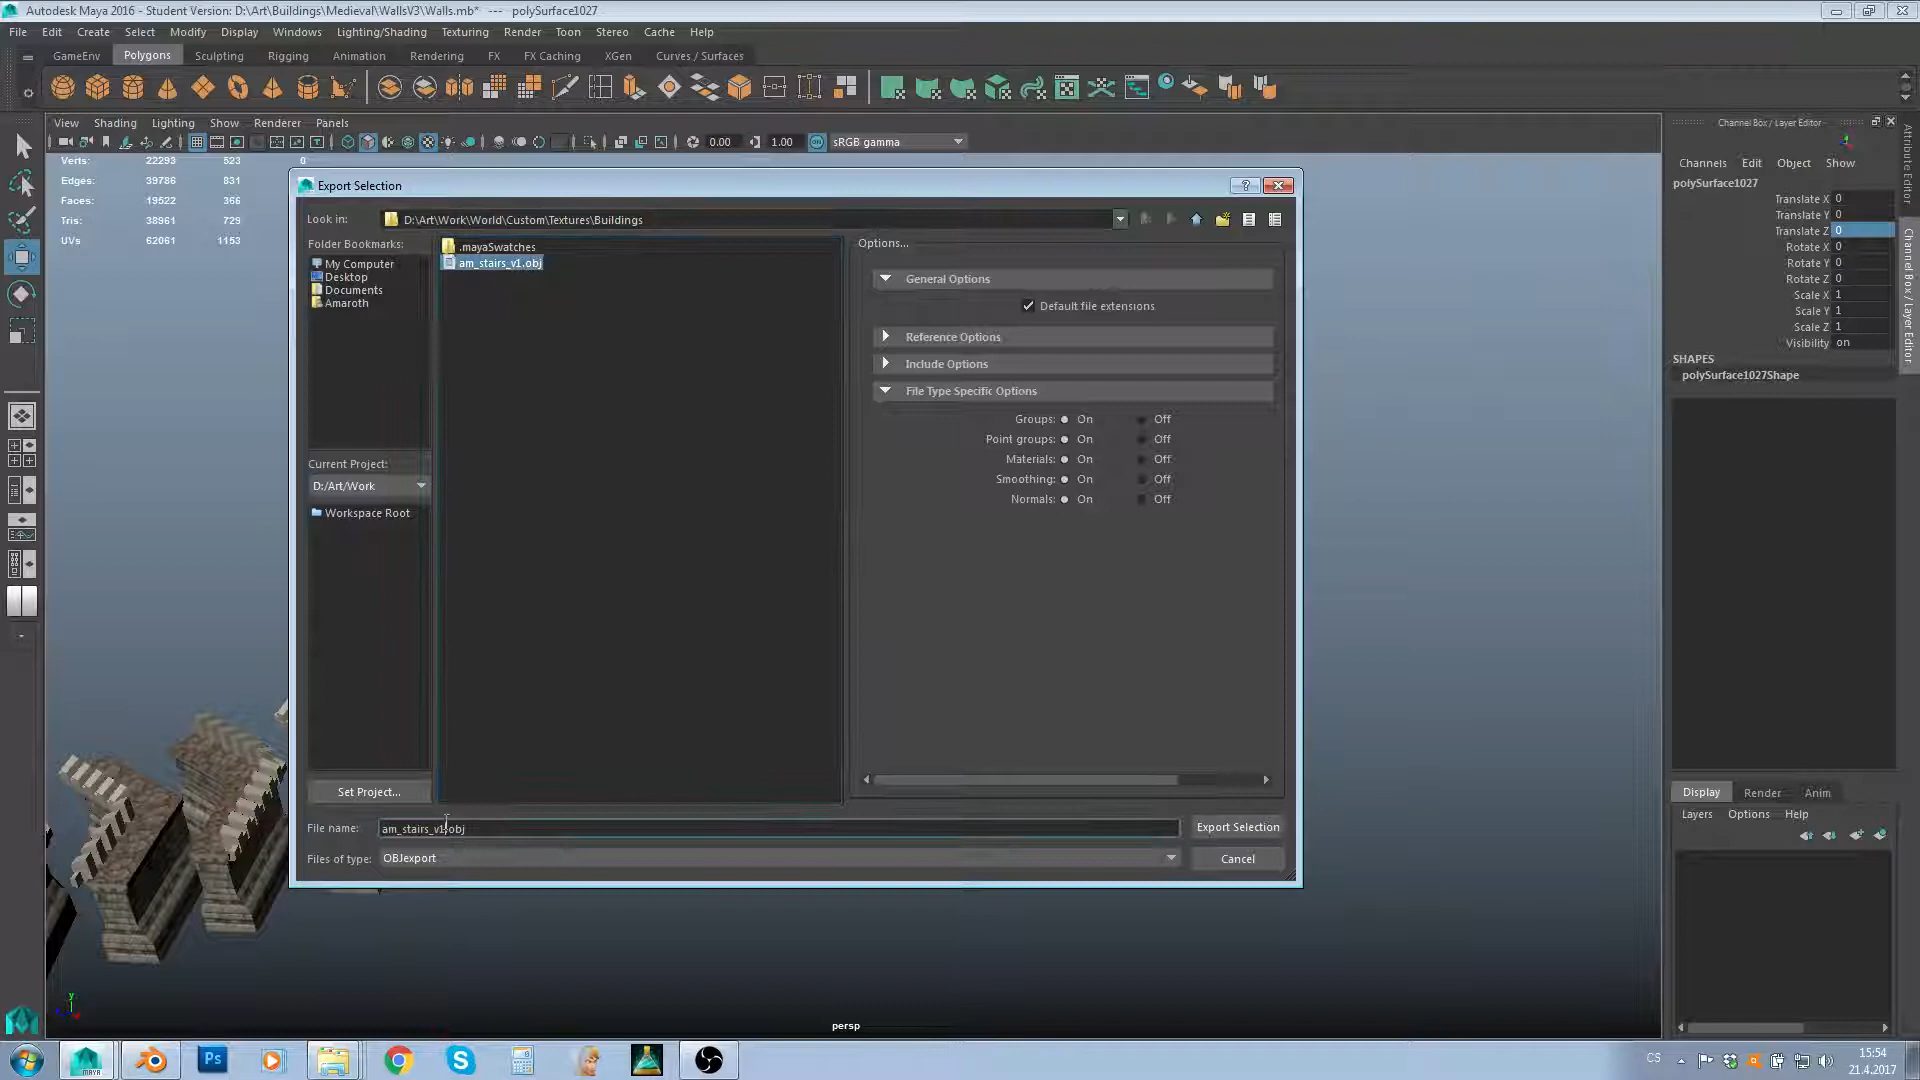 Autodesk Maya 2016 - Student Version: D:\Art\Buildings\Medieval\WallsV3\Walls.mb*   ---   polySurface1027
File Edit Create Select Modify Display Windows Lighting/Shading Texturing Render Toon Stereo Cache Help
GameEnv Polygons Sculpting Rigging Animation Rendering FX FX Caching XGen Curves / Surfaces
View Shading Lighting Show Renderer Panels
0.00 1.00 sRGB gamma
Verts: 22293 523 0
Edges: 39786 831
Faces: 19522 366
Tris: 38961 729
UVs 62061 1153
Export Selection
Look in: D:\Art\Work\World\Custom\Textures\Buildings
Folder Bookmarks:
My Computer
Desktop
Documents
Amaroth
Current Project:
D:/Art/Work
Workspace Root
Set Project...
.mayaSwatches
am_stairs_v1.obj
Options...
General Options
Default file extensions
Reference Options
Include Options
File Type Specific Options
Groups: On Off
Point groups: On Off
Materials: On Off
Smoothing: On Off
Normals: On Off
File name: am_stairs_v1.obj Export Selection
Files of type: OBJexport Cancel
persp
Channel Box / Layer Editor
Channels Edit Object Show
polySurface1027
Translate X 0
Translate Y 0
Translate Z 0
Rotate X 0
Rotate Y 0
Rotate Z 0
Scale X 1
Scale Y 1
Scale Z 1
Visibility on
SHAPES
polySurface1027Shape
Display Render Anim
Layers Options Help
Attribute Editor
Channel Box / Layer Editor
MAYA
Ps
CS
15:54
21.4.2017